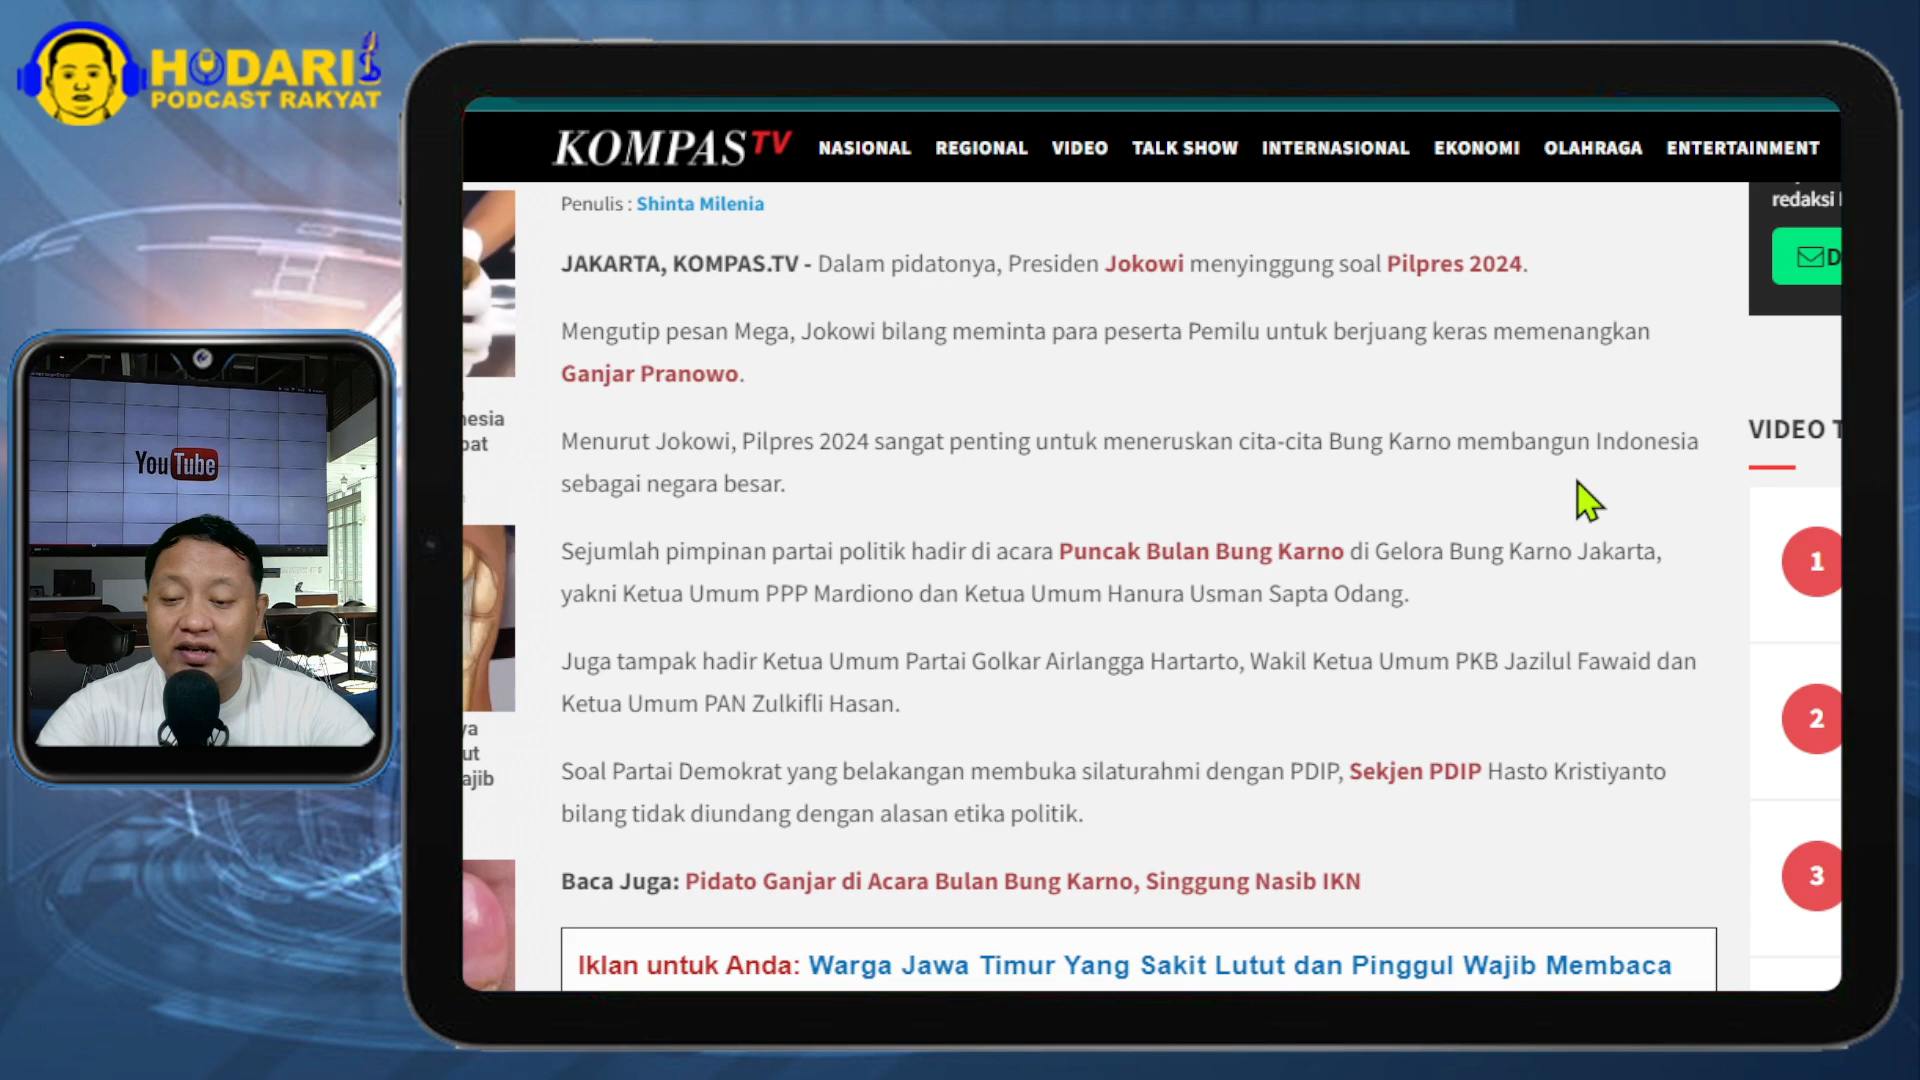 HODARI
PODCAST RAKYAT
YouTube
KOMPAS TV NASIONAL REGIONAL VIDEO TALK SHOW INTERNASIONAL EKONOMI OLAHRAGA ENTERTAINMENT
Penulis : Shinta Milenia
redaksi
D
JAKARTA, KOMPAS.TV - Dalam pidatonya, Presiden Jokowi menyinggung soal Pilpres 2024.
Mengutip pesan Mega, Jokowi bilang meminta para peserta Pemilu untuk berjuang keras memenangkan
Ganjar Pranowo.
Menurut Jokowi, Pilpres 2024 sangat penting untuk meneruskan cita-cita Bung Karno membangun Indonesia
sebagai negara besar.
Sejumlah pimpinan partai politik hadir di acara Puncak Bulan Bung Karno di Gelora Bung Karno Jakarta,
yakni Ketua Umum PPP Mardiono dan Ketua Umum Hanura Usman Sapta Odang.
Juga tampak hadir Ketua Umum Partai Golkar Airlangga Hartarto, Wakil Ketua Umum PKB Jazilul Fawaid dan
Ketua Umum PAN Zulkifli Hasan.
Soal Partai Demokrat yang belakangan membuka silaturahmi dengan PDIP, Sekjen PDIP Hasto Kristiyanto
bilang tidak diundang dengan alasan etika politik.
Baca Juga: Pidato Ganjar di Acara Bulan Bung Karno, Singgung Nasib IKN
Iklan untuk Anda: Warga Jawa Timur Yang Sakit Lutut dan Pinggul Wajib Membaca
nesia
pat
ya
ut
ajib
VIDEO T
1
2
3